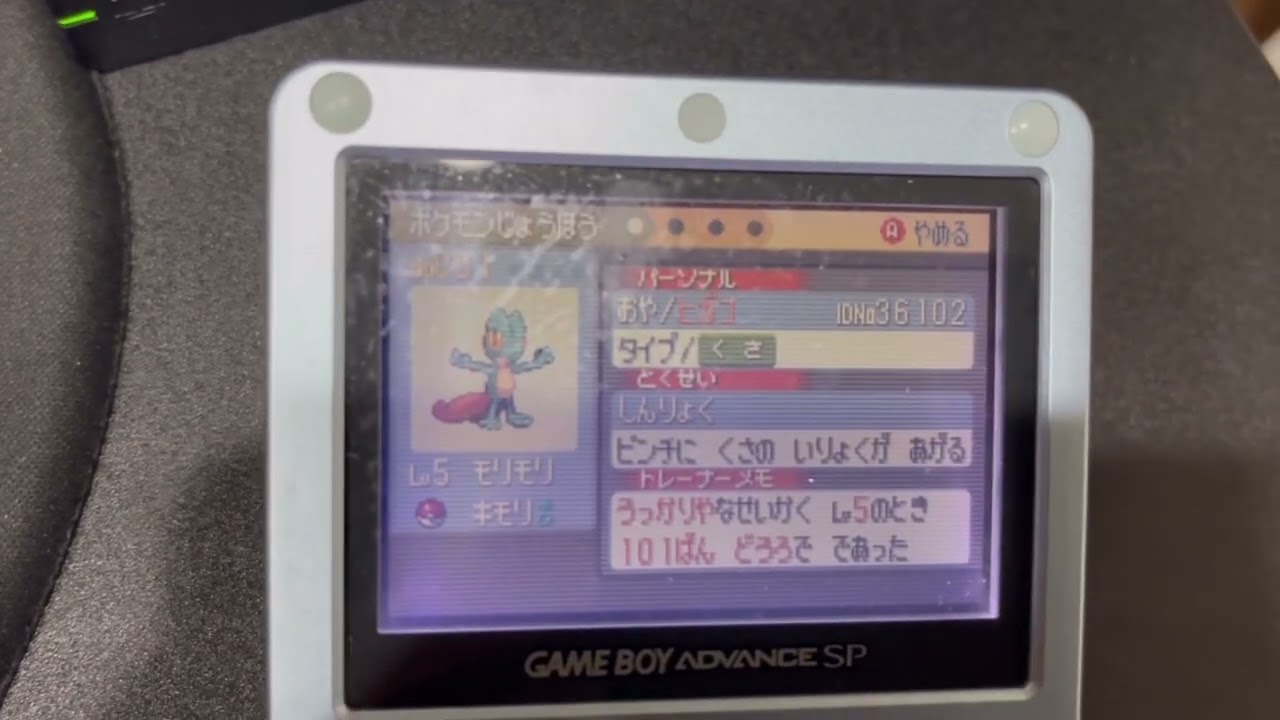 ポケモンじょうほう
A やめる
パーソナル
おや/ IDNo36102
タイプ/ くさ
とくせい
しんりょく
ピンチに くさの いりょくが あがる
トレーナーメモ
うっかりやなせいかく Lv5のとき
101ばん どうろで であった
Lv5 モリモリ
キモリ♂
GAME BOY ADVANCE SP